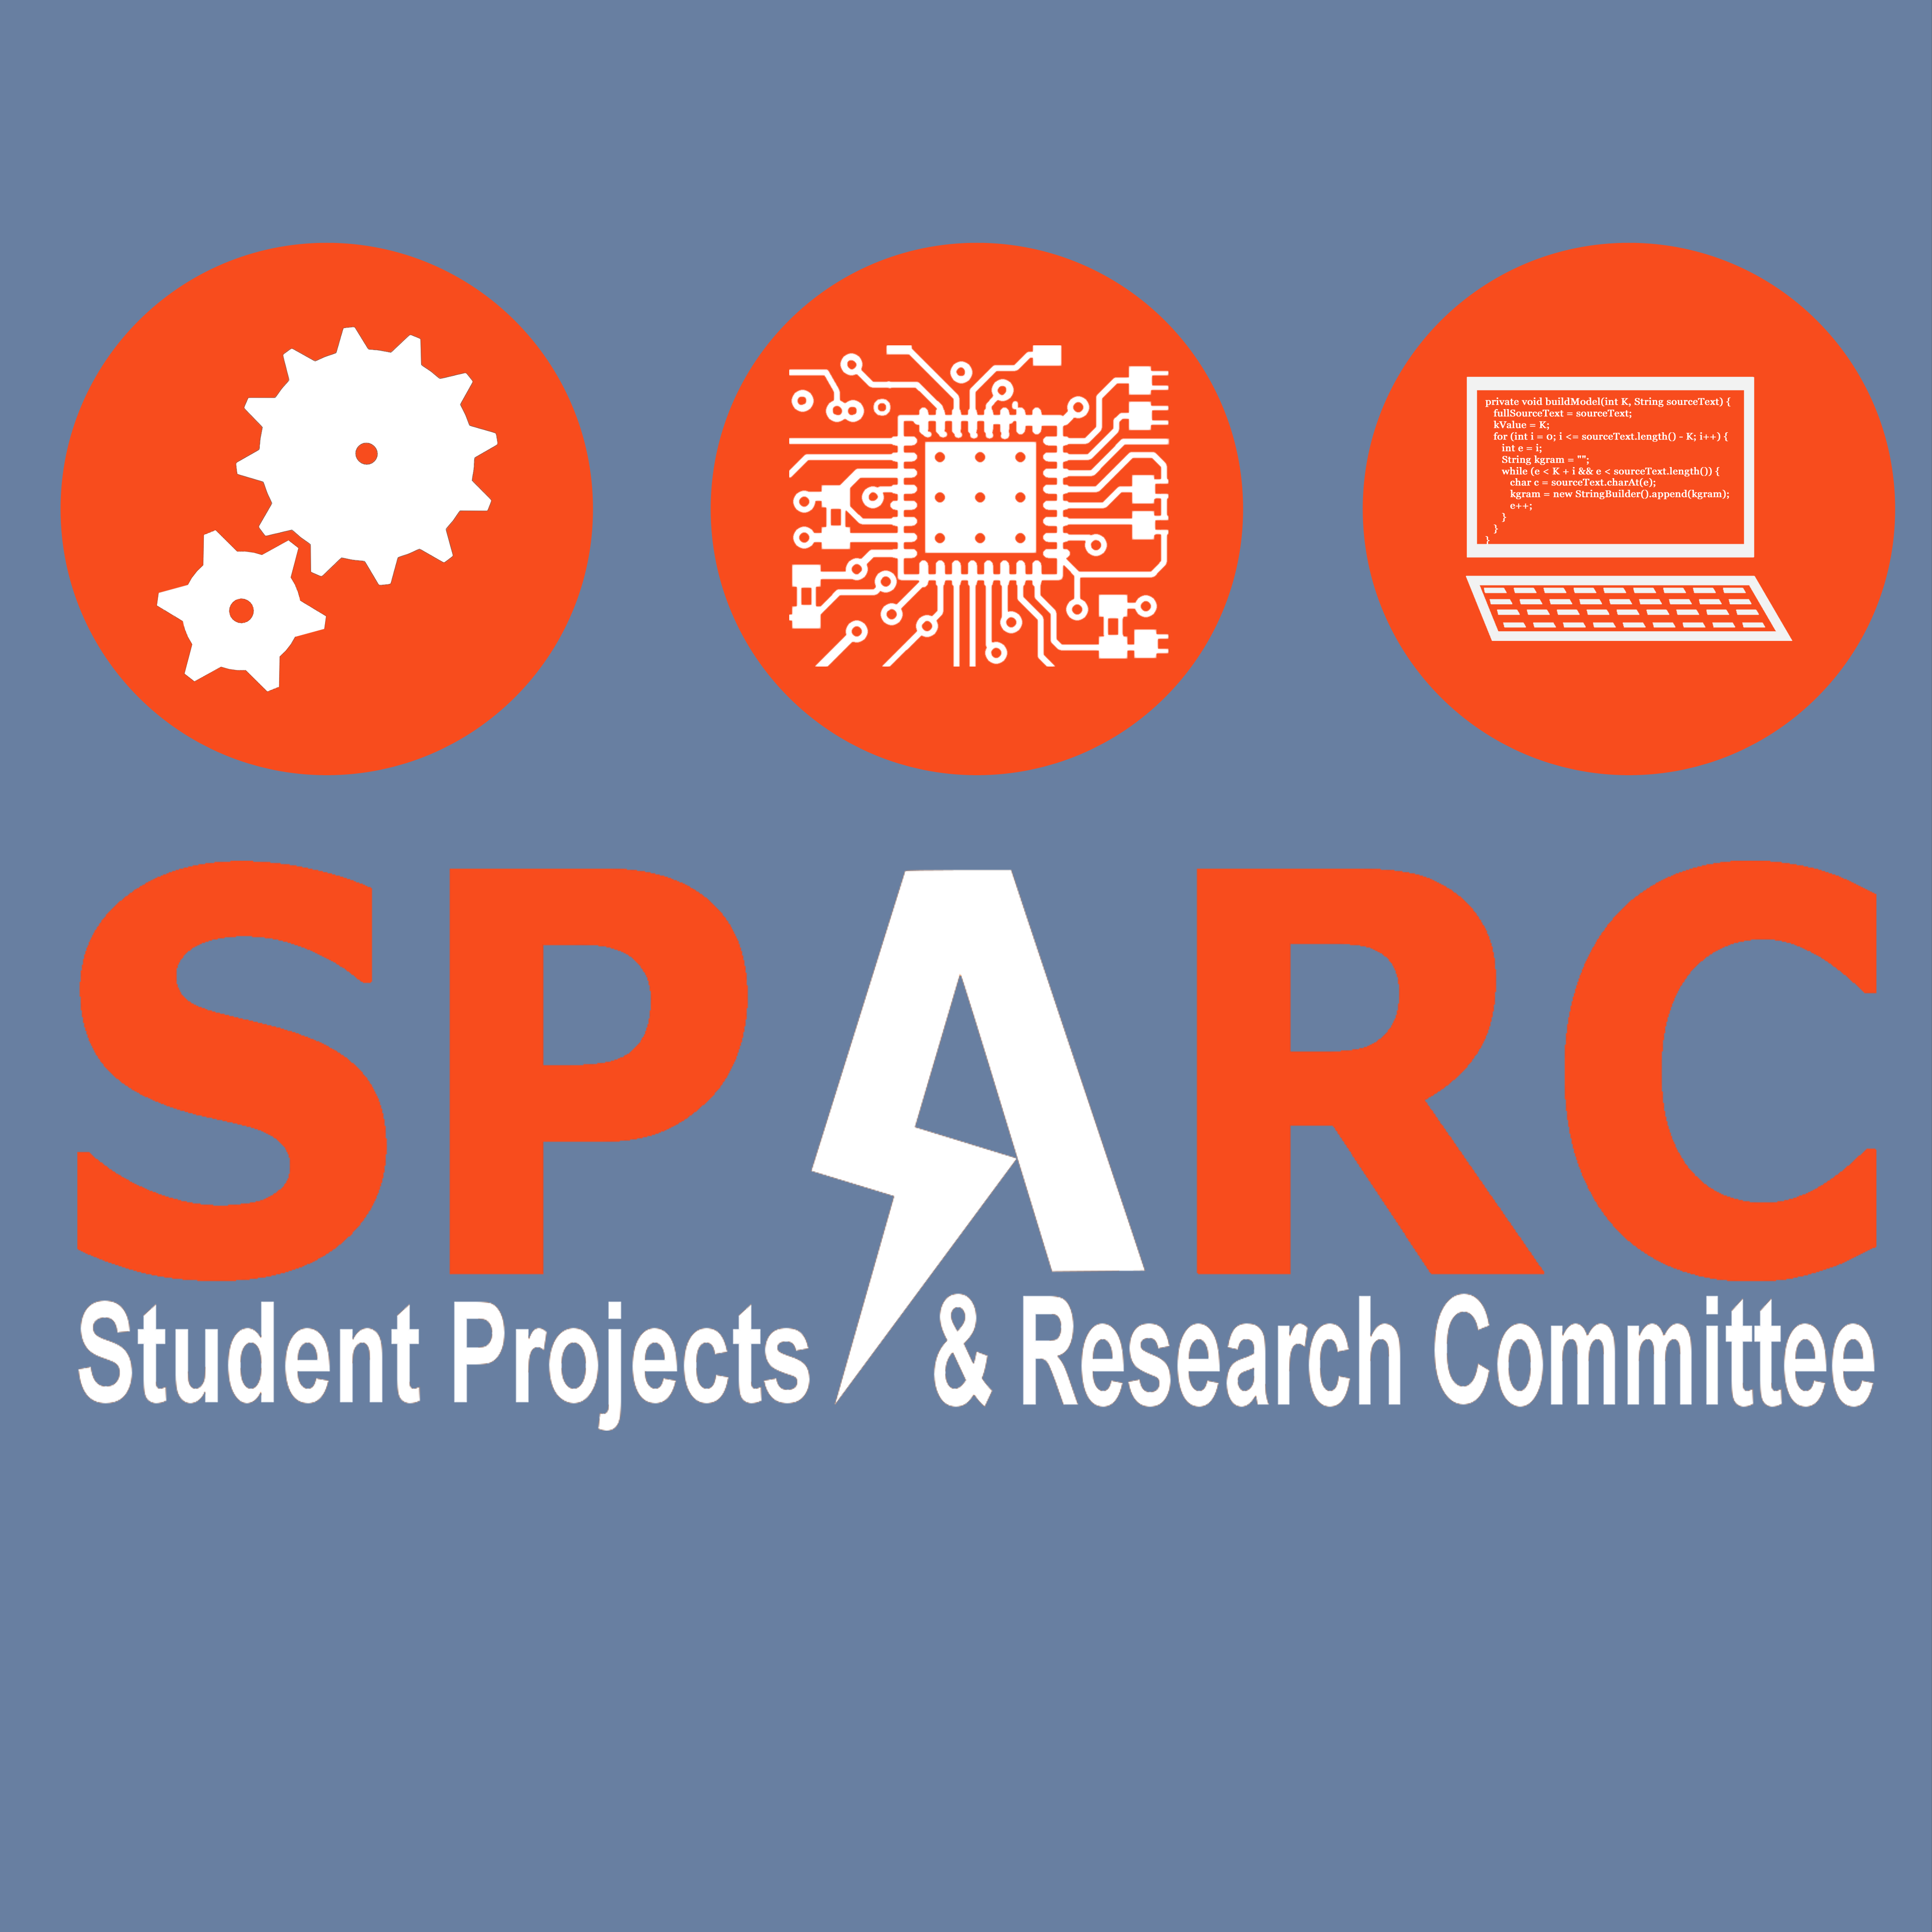 private void buildModel(int K, String sourceText) {
fullSourceText = sourceText;
kValue = K;
for (int i = 0; i <= sourceText.length() - K; i++) {
int e = i;
String kgram = "";
while (e < K + i && e < sourceText.length()) {
char c = sourceText.charAt(e);
kgram = new StringBuilder().append(kgram);
e++;
}
}
}
SPARC
Student Projects & Research Committee